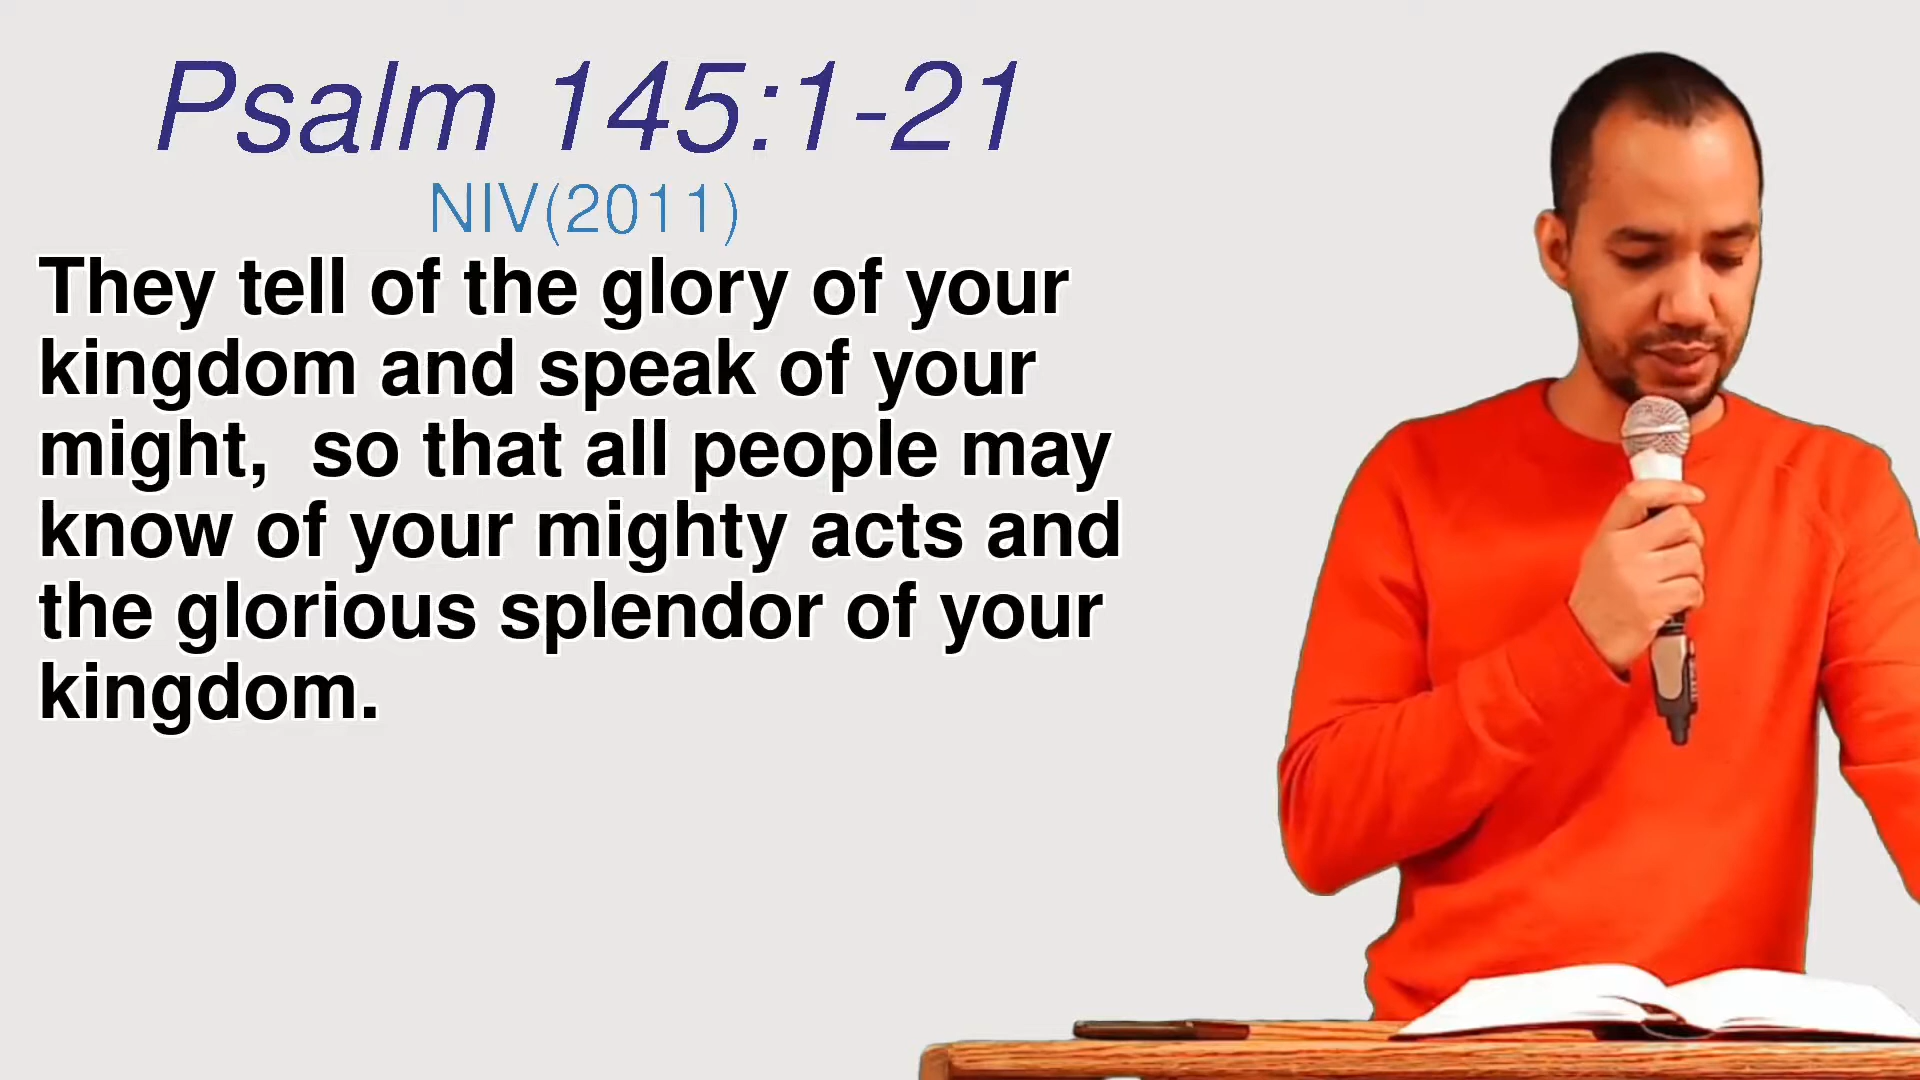 Psalm 145:1-21
NIV(2011)
They tell of the glory of your
kingdom and speak of your
might,  so that all people may
know of your mighty acts and
the glorious splendor of your
kingdom.